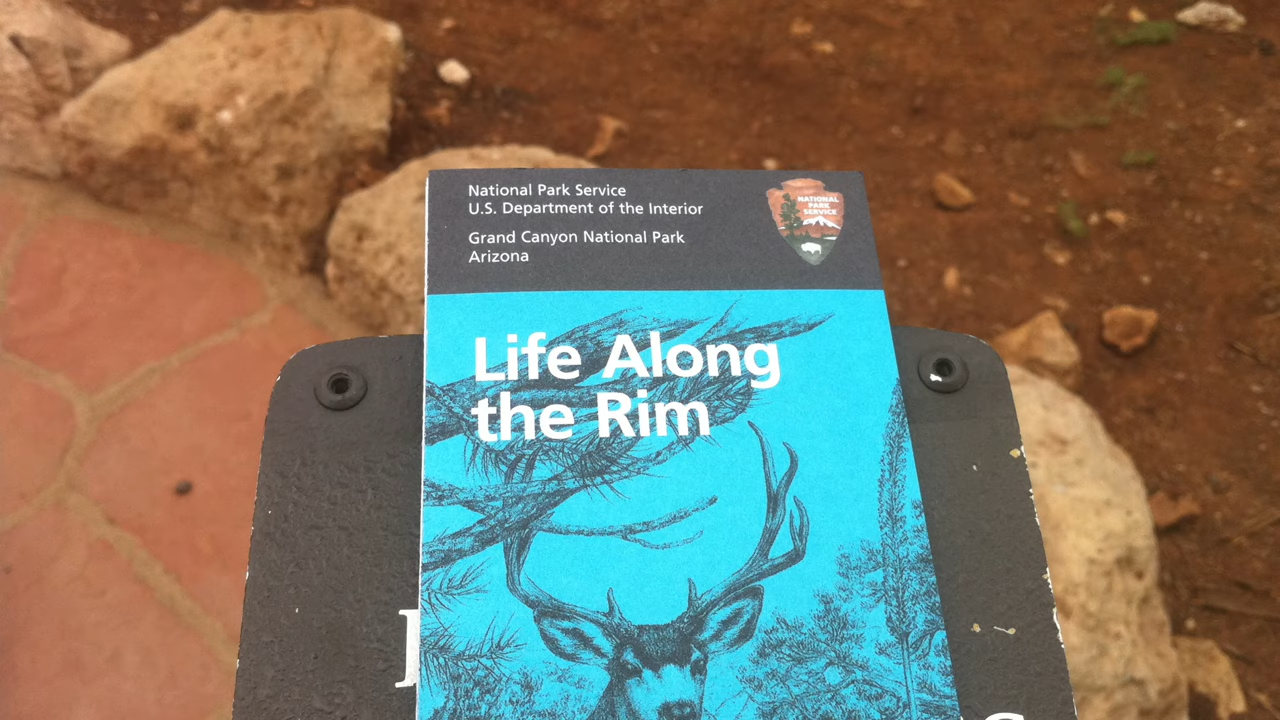 National Park Service
U.S. Department of the Interior
Grand Canyon National Park
Arizona
NATIONAL
PARK
SERVICE
Life Along
the Rim